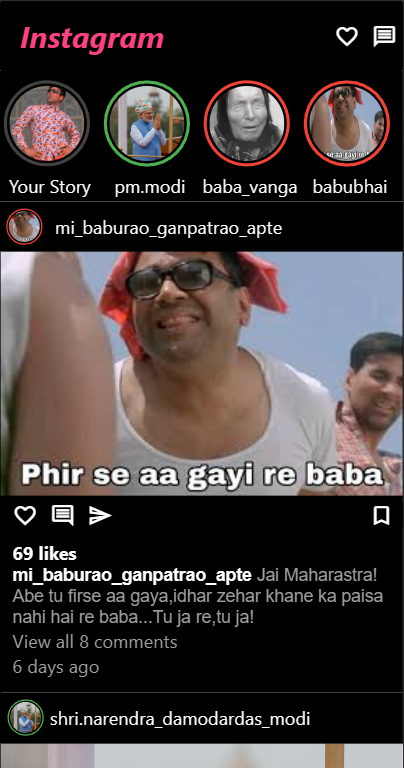 Instagram
Your Story
pm.modi
baba_vanga
babubhai
mi_baburao_ganpatrao_apte
Phir se aa gayi re baba
69 likes
mi_baburao_ganpatrao_apte Jai Maharastra!
Abe tu firse aa gaya,idhar zehar khane ka paisa
nahi hai re baba...Tu ja re,tu ja!
View all 8 comments
6 days ago
shri.narendra_damodardas_modi